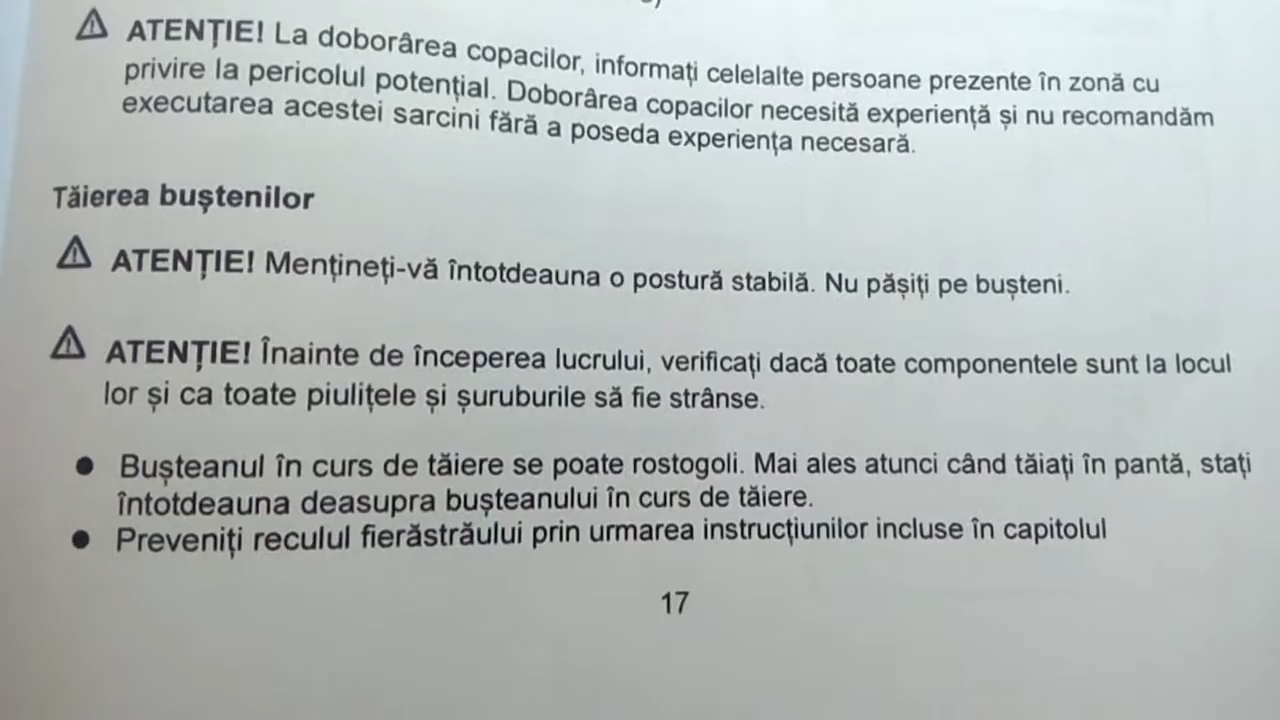 ATENȚIE! La doborârea copacilor, informați celelalte persoane prezente în zonă cu
privire la pericolul potențial. Doborârea copacilor necesită experiență și nu recomandăm
executarea acestei sarcini fără a poseda experiența necesară.
Tăierea buștenilor
ATENȚIE! Mențineți-vă întotdeauna o postură stabilă. Nu pășiți pe bușteni.
ATENȚIE! Înainte de începerea lucrului, verificați dacă toate componentele sunt la locul
lor și ca toate piulițele și șuruburile să fie strânse.
● Bușteanul în curs de tăiere se poate rostogoli. Mai ales atunci când tăiați în pantă, stați
întotdeauna deasupra bușteanului în curs de tăiere.
● Preveniți reculul fierăstrăului prin urmarea instrucțiunilor incluse în capitolul
17